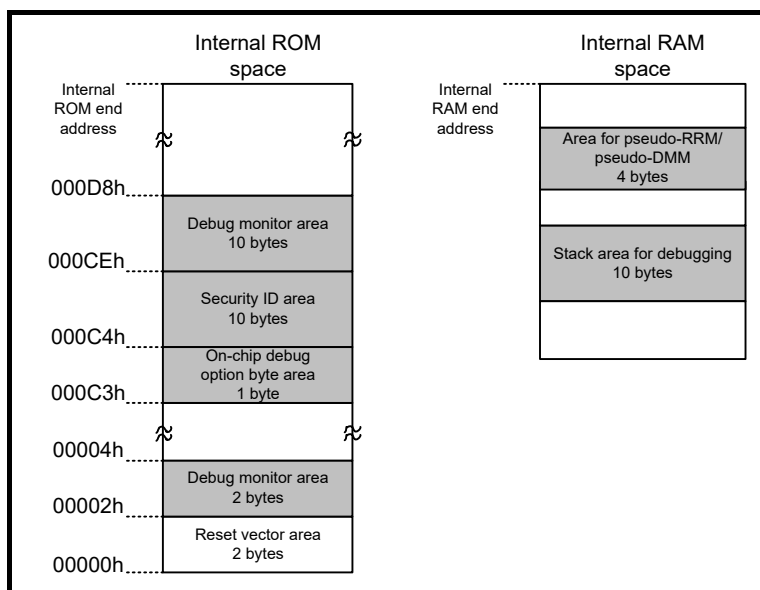 Internal ROM
space
Internal
ROM end
address
000D8h
Debug monitor area
10 bytes
000CEh
Security ID area
10 bytes
000C4h
On-chip debug
option byte area
1 byte
000C3h
00004h
Debug monitor area
2 bytes
00002h
Reset vector area
2 bytes
00000h
Internal RAM
space
Internal
RAM end
address
Area for pseudo-RRM/
pseudo-DMM
4 bytes
Stack area for debugging
10 bytes